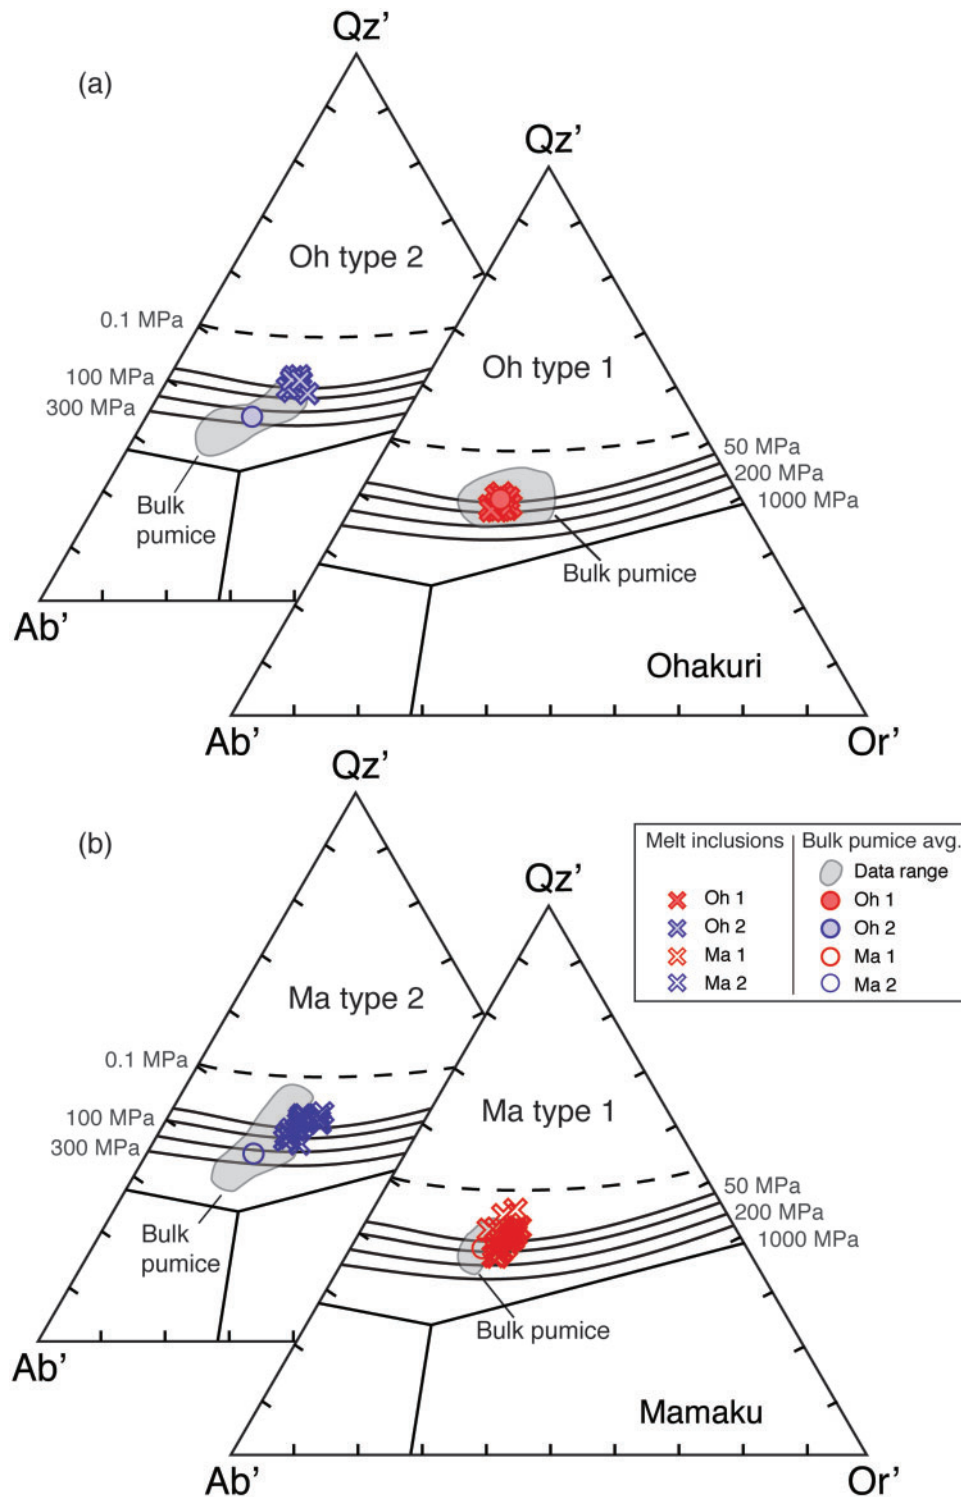 Qz'
(a)
Qz'
Oh type 2
0.1 MPa
Oh type 1
100 MPa
300 MPa
50 MPa
200 MPa
1000 MPa
Bulk
pumice
Bulk pumice
Ab'
Ohakuri
Ab'
Or'
Qz'
(b)
Melt inclusions
Bulk pumice avg.
Data range
Oh 1
Oh 1
Oh 2
Oh 2
Ma 1
Ma 1
Ma 2
Ma 2
Qz'
Ma type 2
0.1 MPa
Ma type 1
100 MPa
300 MPa
50 MPa
200 MPa
1000 MPa
Bulk
pumice
Bulk pumice
Ab'
Mamaku
Ab'
Or'